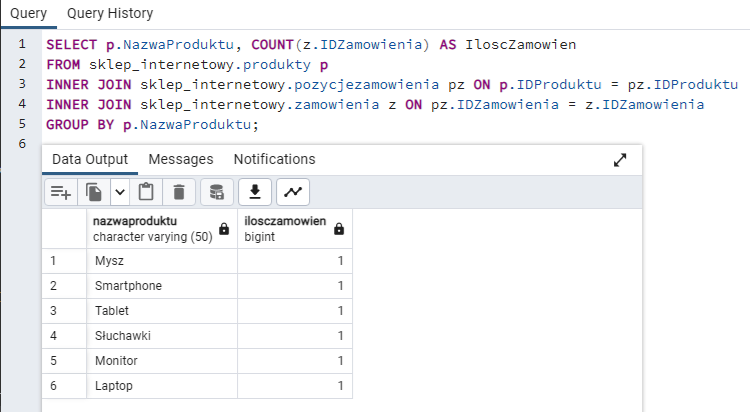 Query Query History
1 SELECT p.NazwaProduktu, COUNT(z.IDZamowienia) AS IloscZamowien
2 FROM sklep_internetowy.produkty p
3 INNER JOIN sklep_internetowy.pozycjezamowienia pz ON p.IDProduktu = pz.IDProduktu
4 INNER JOIN sklep_internetowy.zamowienia z ON pz.IDZamowienia = z.IDZamowienia
5 GROUP BY p.NazwaProduktu;
6
Data Output Messages Notifications
nazwaproduktu ilosczamowien
character varying (50) bigint
1 Mysz 1
2 Smartphone 1
3 Tablet 1
4 Słuchawki 1
5 Monitor 1
6 Laptop 1